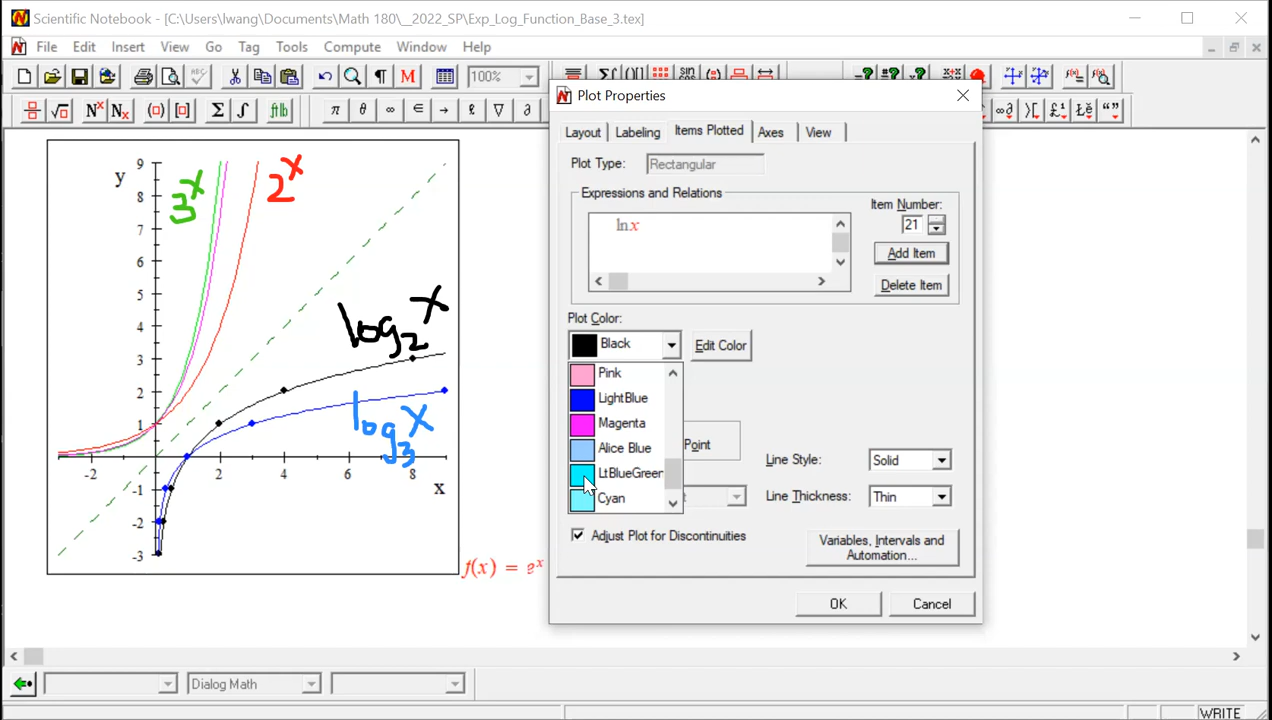 Scientific Notebook - [C:\Users\lwang\Documents\Math 180\__2022_SP\Exp_Log_Function_Base_3.tex]
File Edit Insert View Go Tag Tools Compute Window Help
100%
π θ ∞ ∈ → ℓ ∇ ∂
Plot Properties
Layout Labeling Items Plotted Axes View
Plot Type: Rectangular
Expressions and Relations
ln x
Item Number:
21
Add Item
Delete Item
Plot Color:
Black
Edit Color
Pink
LightBlue
Magenta
Alice Blue
LtBlueGreen
Cyan
Point
Line Style: Solid
Line Thickness: Thin
Adjust Plot for Discontinuities
Variables, Intervals and
Automation...
OK Cancel
y
9
8
7
6
5
4
3
2
1
-1
-2
-3
-2 2 4 6 8
x
3^x
2^x
log_2 x
log_3 x
f(x) = e^x
Dialog Math
WRITE